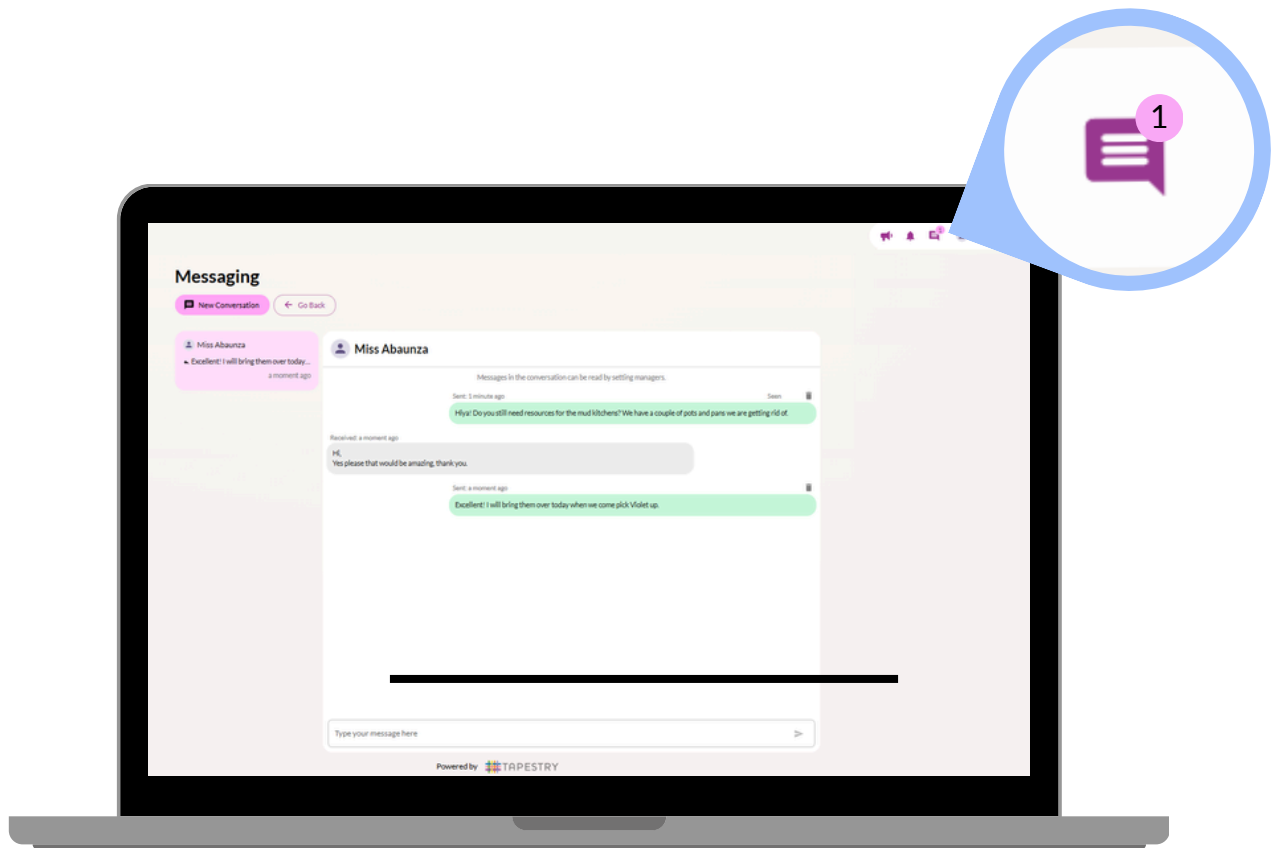 1
1
Messaging
New Conversation
Go Back
Miss Abaunza
Excellent! I will bring them over today...
a moment ago
Miss Abaunza
Messages in the conversation can be read by setting managers.
Sent: 1 minute ago
Seen
Hiya! Do you still need resources for the mud kitchens? We have a couple of pots and pans we are getting rid of.
Received: a moment ago
Hi,
Yes please that would be amazing, thank you.
Sent: a moment ago
Excellent! I will bring them over today when we come pick Violet up.
Type your message here
Powered by TAPESTRY